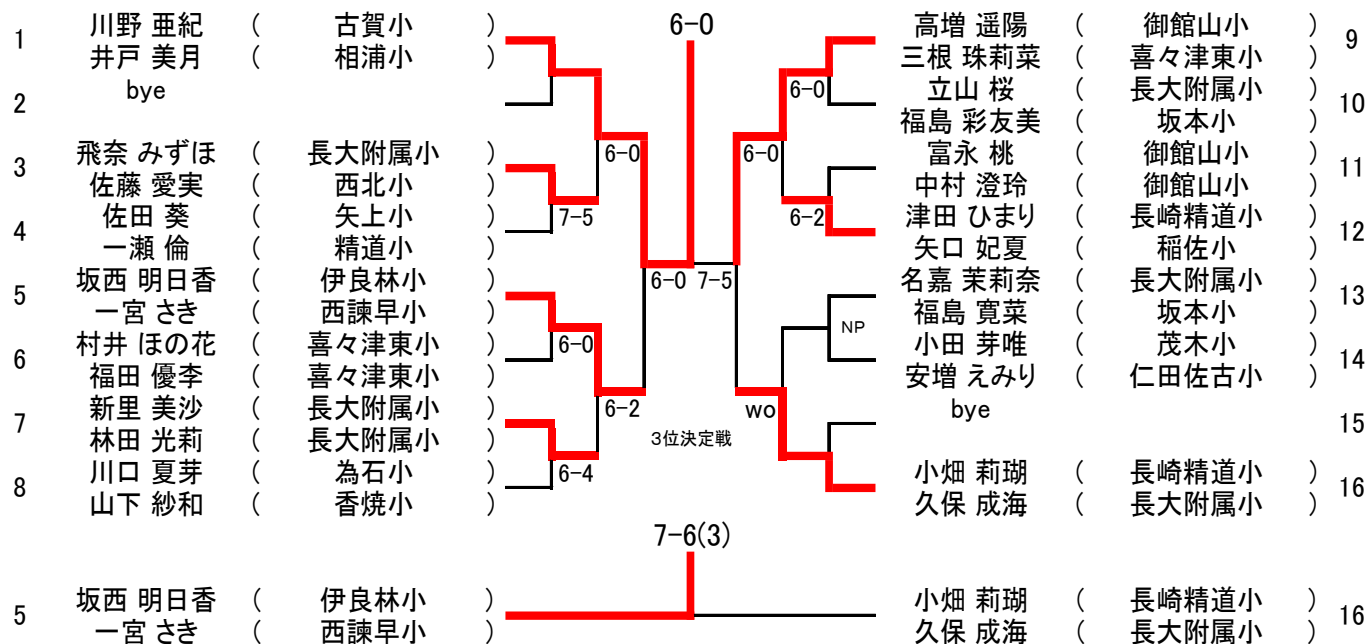 川野 亜紀 ( 古賀小 ) 6-0 高増 遥陽 ( 御館山小 )
1 9
井戸 美月 ( 相浦小 ) 三根 珠莉菜 ( 喜々津東小 )
bye 6-0 立山 桜 ( 長大附属小 )
2 10
福島 彩友美 ( 坂本小 )
飛奈 みずほ ( 長大附属小 ) 6-0 6-0 富永 桃 ( 御館山小 )
3 11
佐藤 愛実 ( 西北小 ) 中村 澄玲 ( 御館山小 )
佐田 葵 ( 矢上小 ) 7-5 6-2 津田 ひまり ( 長崎精道小 )
4 12
一瀬 倫 ( 精道小 ) 矢口 妃夏 ( 稲佐小 )
坂西 明日香 ( 伊良林小 ) 6-0 7-5 名嘉 茉莉奈 ( 長大附属小 )
5 13
一宮 さき ( 西諫早小 ) 福島 寛菜 ( 坂本小 )
村井 ほの花 ( 喜々津東小 ) 6-0 NP 小田 芽唯 ( 茂木小 )
6 14
福田 優李 ( 喜々津東小 ) 安増 えみり ( 仁田佐古小 )
新里 美沙 ( 長大附属小 ) 6-2 wo bye
7 15
林田 光莉 ( 長大附属小 ) 3位決定戦
川口 夏芽 ( 為石小 ) 6-4 小畑 莉瑚 ( 長崎精道小 )
8 16
山下 紗和 ( 香焼小 ) 久保 成海 ( 長大附属小 )
7-6(3)
坂西 明日香 ( 伊良林小 ) 小畑 莉瑚 ( 長崎精道小 )
5 16
一宮 さき ( 西諫早小 ) 久保 成海 ( 長大附属小 )